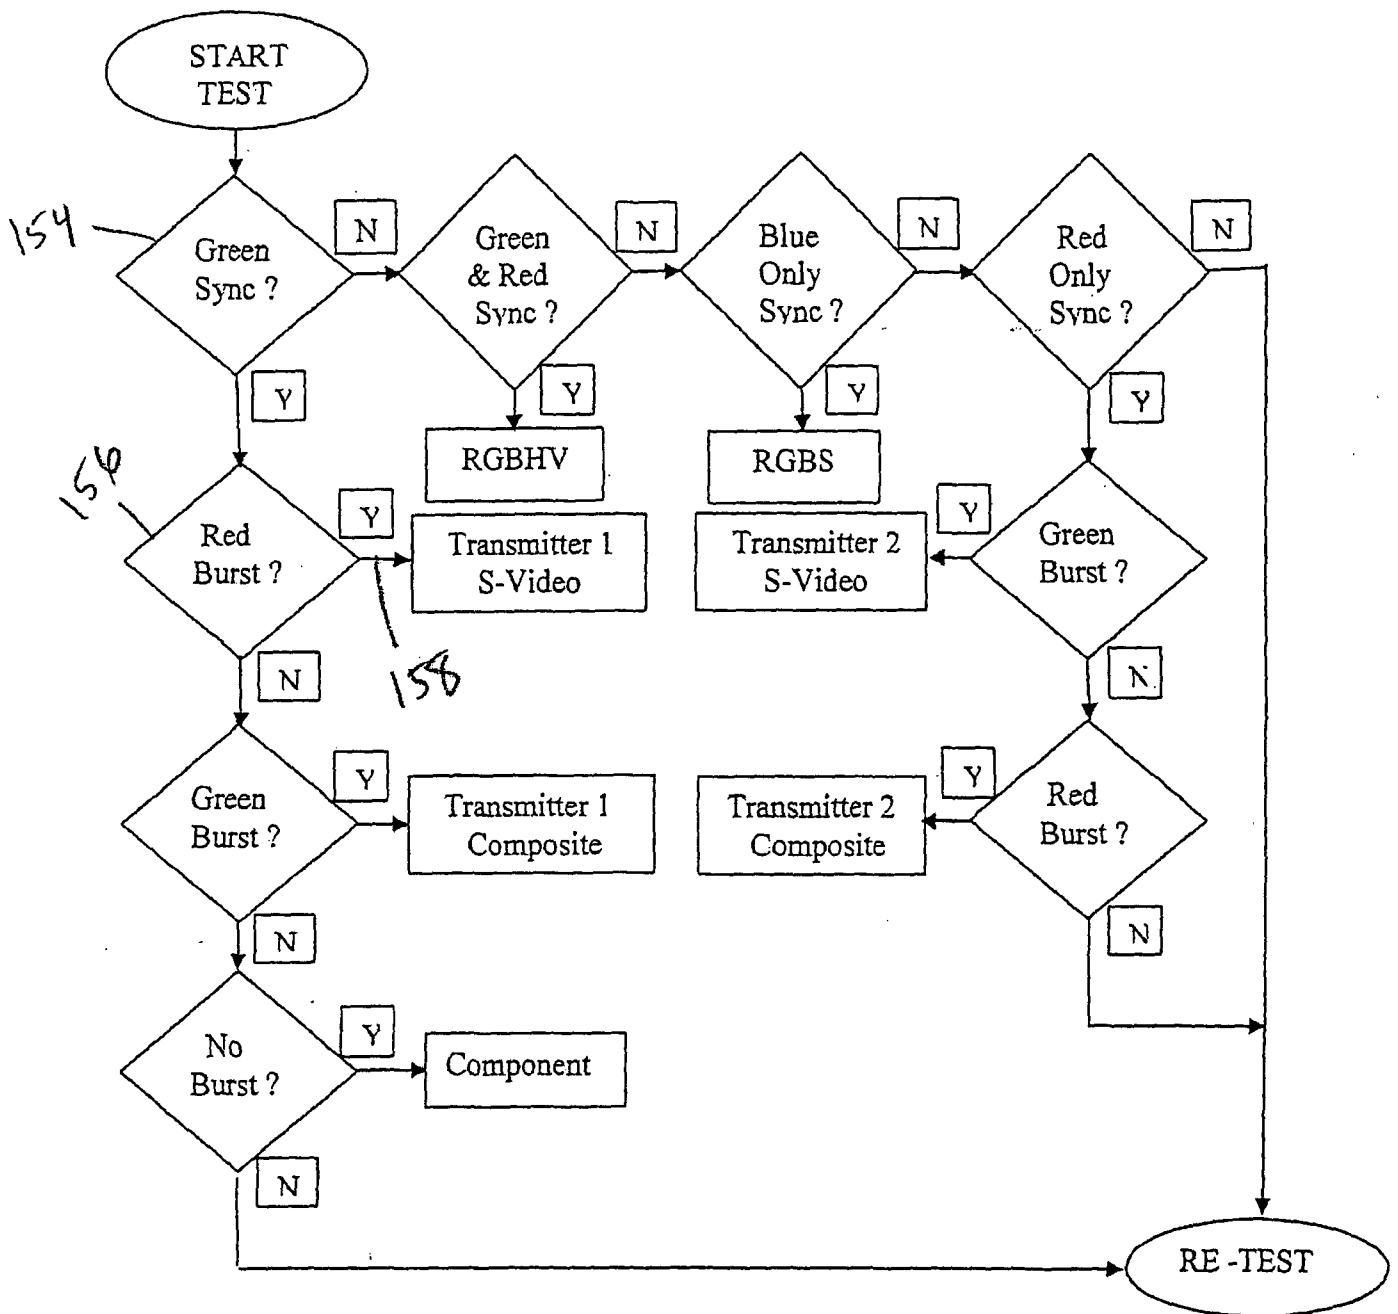 START
TEST
154
Green
Sync ?
N
Green
& Red
Sync ?
N
Blue
Only
Sync ?
N
Red
Only
Sync ?
N
Y
Y
Y
Y
RGBHV
RGBS
156
Red
Burst ?
Y
Transmitter 1
S-Video
Transmitter 2
S-Video
Y
Green
Burst ?
158
N
N
Green
Burst ?
Y
Transmitter 1
Composite
Transmitter 2
Composite
Y
Red
Burst ?
N
N
No
Burst ?
Y
Component
N
RE -TEST